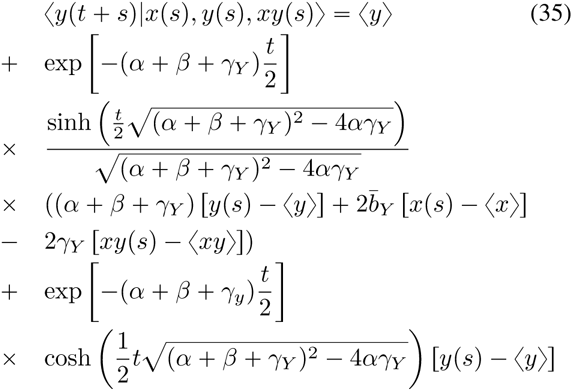 ⟨y(t + s)|x(s), y(s), xy(s)⟩ = ⟨y⟩ (35)
+ exp [−(α + β + γ_Y) t/2]
× sinh (t/2 √((α + β + γ_Y)² − 4αγ_Y)) / √((α + β + γ_Y)² − 4αγ_Y)
× ((α + β + γ_Y) [y(s) − ⟨y⟩] + 2b̄_Y [x(s) − ⟨x⟩]
− 2γ_Y [xy(s) − ⟨xy⟩])
+ exp [−(α + β + γ_y) t/2]
× cosh (1/2 t√((α + β + γ_Y)² − 4αγ_Y)) [y(s) − ⟨y⟩]